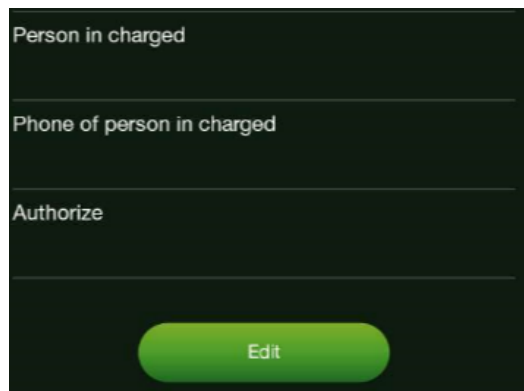 Person in charged
Phone of person in charged
Authorize
Edit